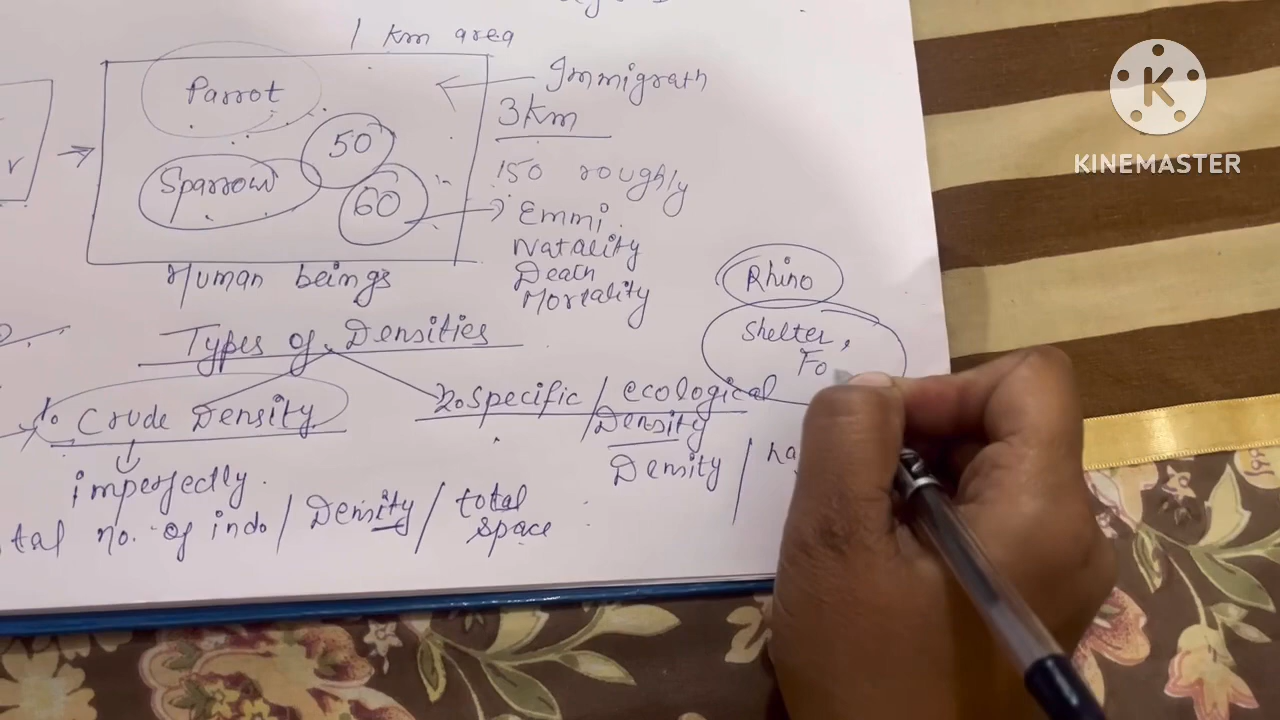 1 km area
Parrot
Immigrath
3km
50
Sparrow
150 roughly
60
Emmi.
Natality
Death
Mortality
Human beings
Rhino
Types of Densities
Shelter,
Fo
1. Crude Density
2. Specific / ecological
Density
imperfectly.
Density / ha
tal no. of indo / Density / total
space
K
KINEMASTER